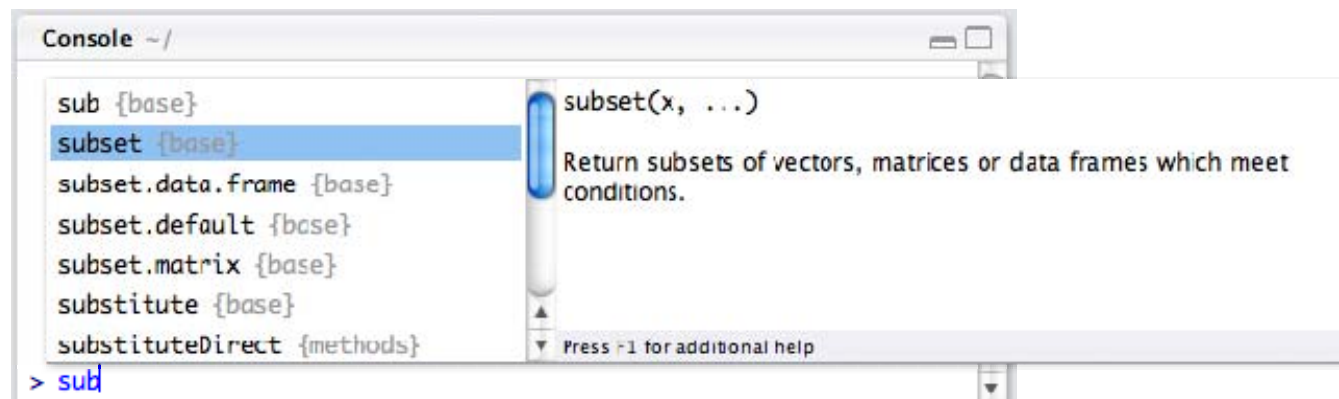 Console ~/
sub {base}
subset {base}
subset.data.frame {base}
subset.default {base}
subset.matrix {base}
substitute {base}
substituteDirect {methods}
subset(x, ...)
Return subsets of vectors, matrices or data frames which meet
conditions.
Press F1 for additional help
> sub